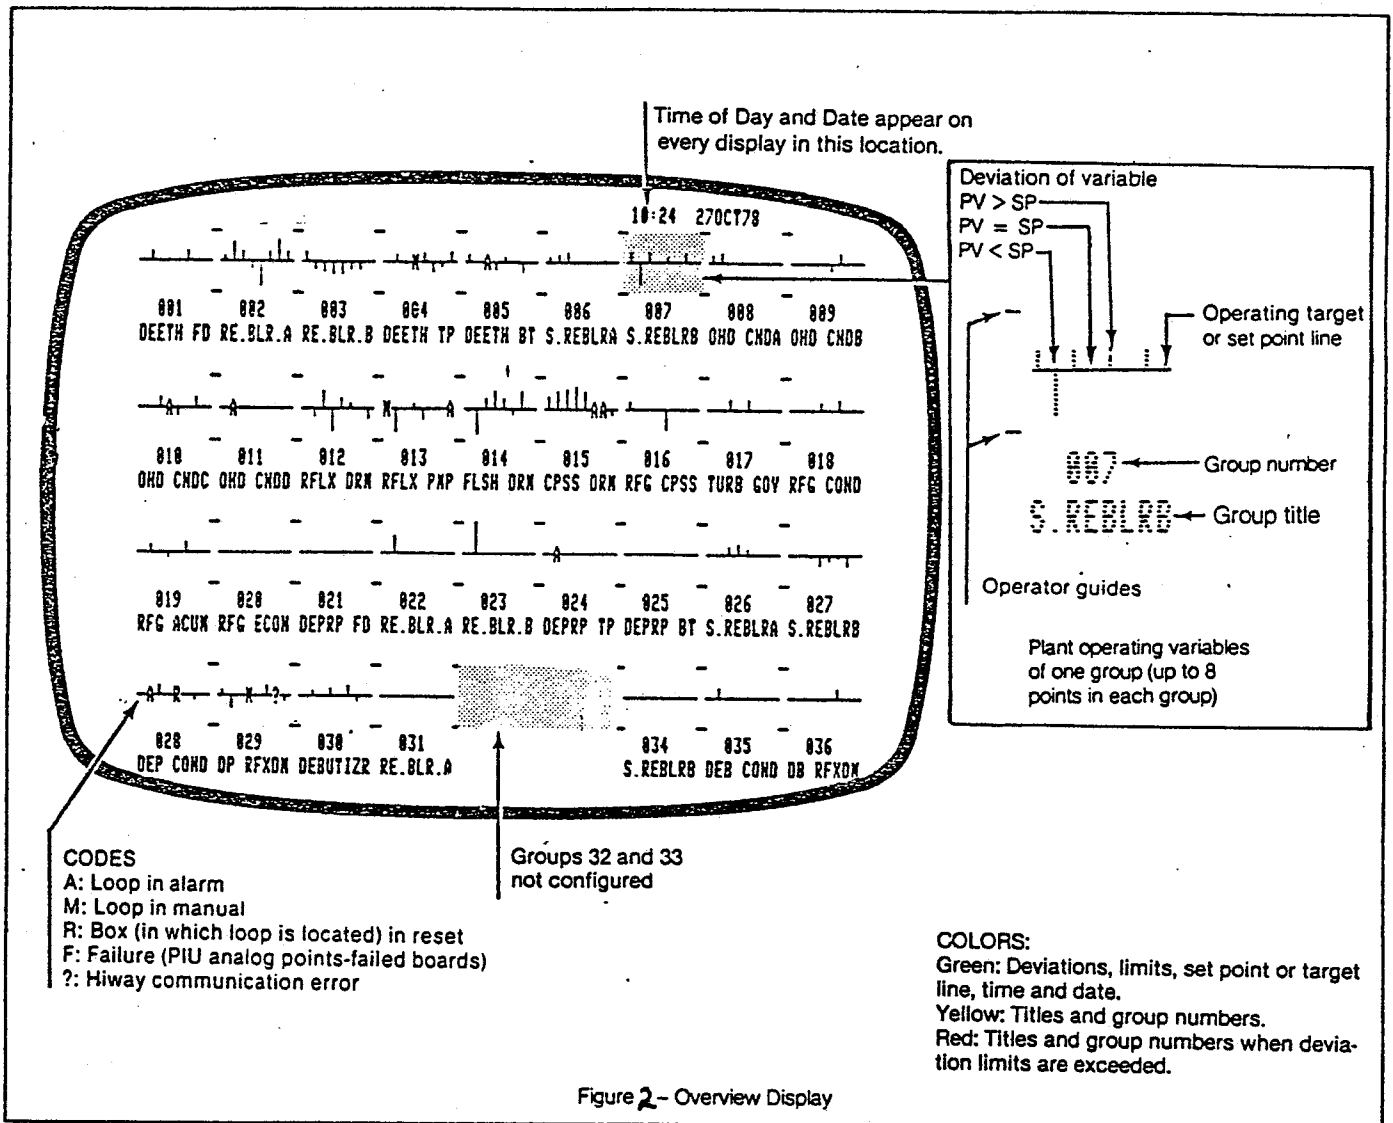 Time of Day and Date appear on
every display in this location.
10:24 27OCT78
001 002 003 004 005 006 007 008 009
DEETH FD RE.BLR.A RE.BLR.B DEETH TP DEETH BT S.REBLRA S.REBLRB OHD CNDA OHD CNDB
A M A
010 011 012 013 014 015 016 017 018
OHD CNDC OHD CNDD RFLX DRM RFLX PMP FLSH DRM CPSS DRM RFG CPSS TURB GOV RFG COND
A A M A A A
019 020 021 022 023 024 025 026 027
RFG ACUM RFG ECON DEPRP FD RE.BLR.A RE.BLR.B DEPRP TP DEPRP BT S.REBLRA S.REBLRB
A
A R M ?
028 029 030 031 034 035 036
DEP COND DP RFXDM DEBUTIZR RE.BLR.A S.REBLRB DEB COND DB RFXDM
Deviation of variable
PV > SP
PV = SP
PV < SP
Operating target
or set point line
007
Group number
S.REBLRB
Group title
Operator guides
Plant operating variables
of one group (up to 8
points in each group)
CODES
A: Loop in alarm
M: Loop in manual
R: Box (in which loop is located) in reset
F: Failure (PIU analog points-failed boards)
?: Hiway communication error
Groups 32 and 33
not configured
COLORS:
Green: Deviations, limits, set point or target
line, time and date.
Yellow: Titles and group numbers.
Red: Titles and group numbers when devia-
tion limits are exceeded.
Figure 2 – Overview Display